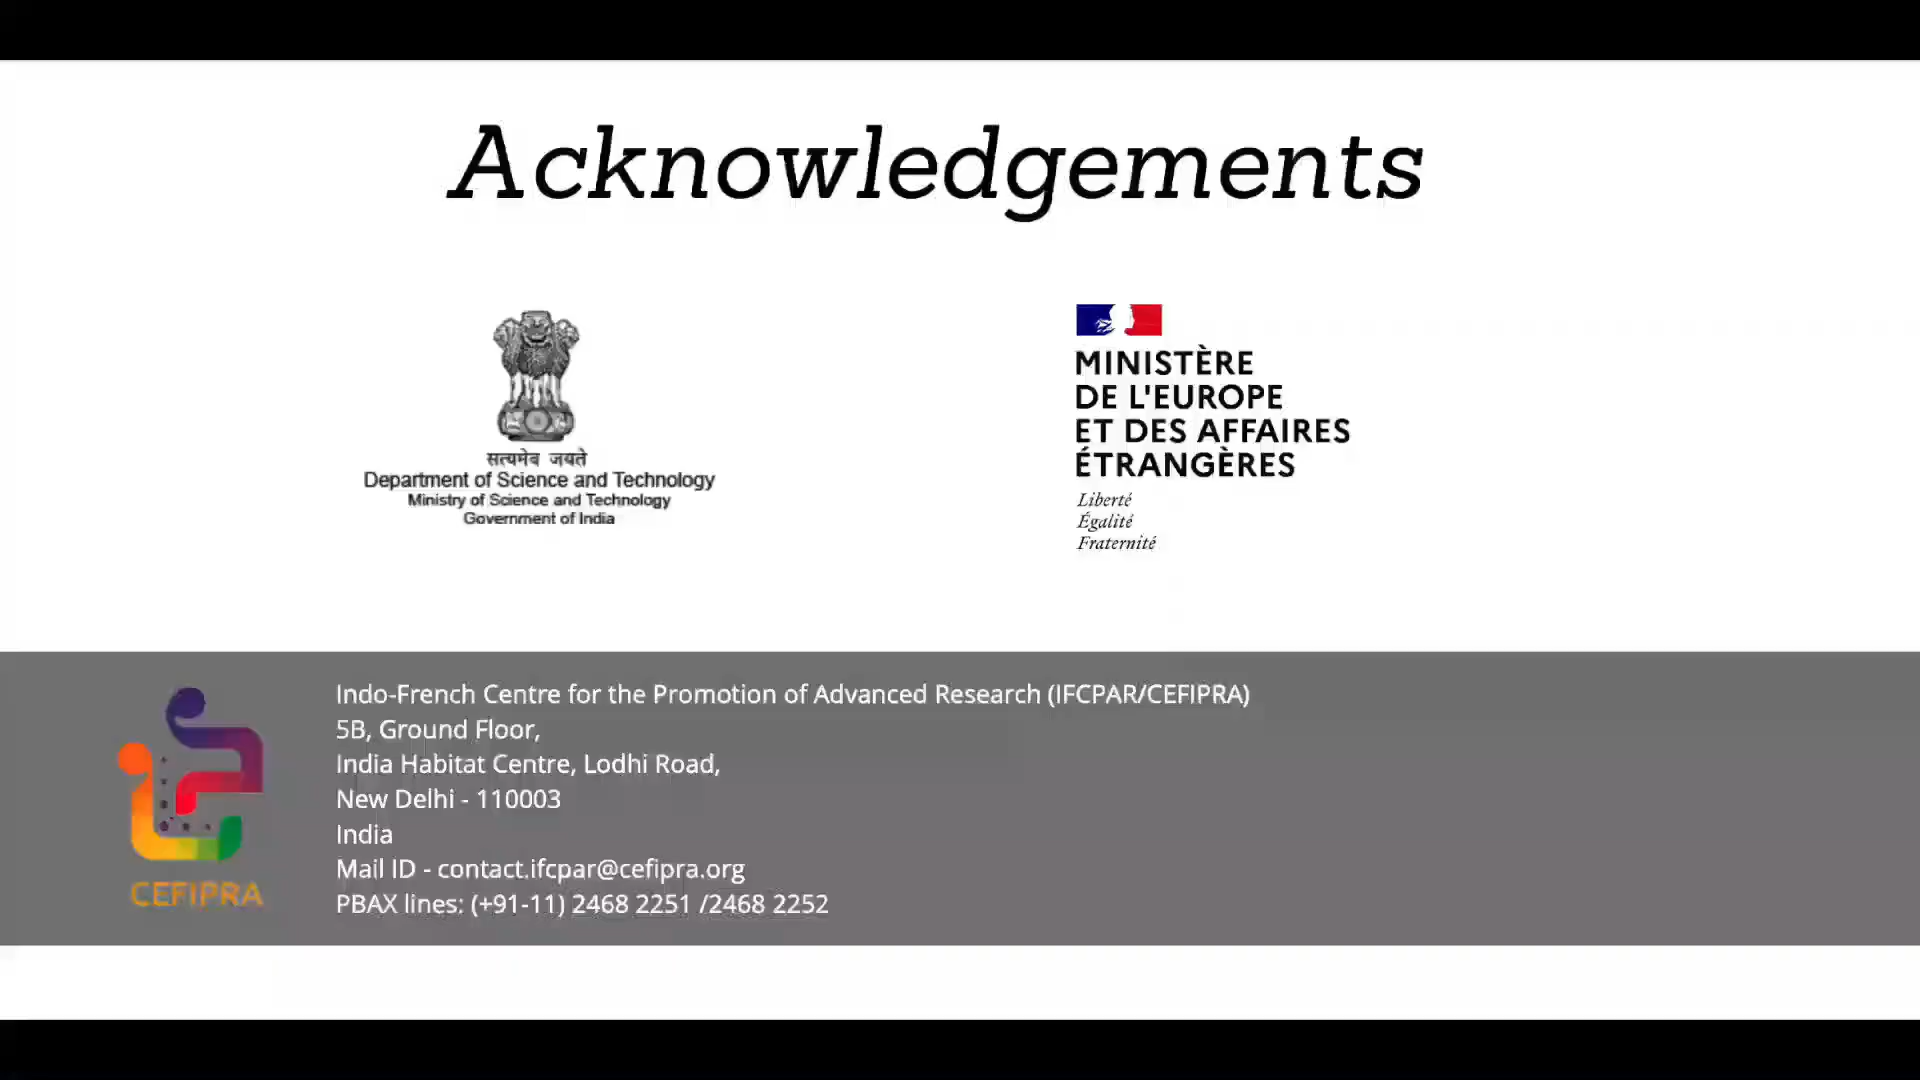 Acknowledgements
सत्यमेव जयते
Department of Science and Technology
Ministry of Science and Technology
Government of India
MINISTÈRE
DE L'EUROPE
ET DES AFFAIRES
ÉTRANGÈRES
Liberté
Égalité
Fraternité
CEFIPRA
Indo-French Centre for the Promotion of Advanced Research (IFCPAR/CEFIPRA)
5B, Ground Floor,
India Habitat Centre, Lodhi Road,
New Delhi - 110003
India
Mail ID - contact.ifcpar@cefipra.org
PBAX lines: (+91-11) 2468 2251 /2468 2252